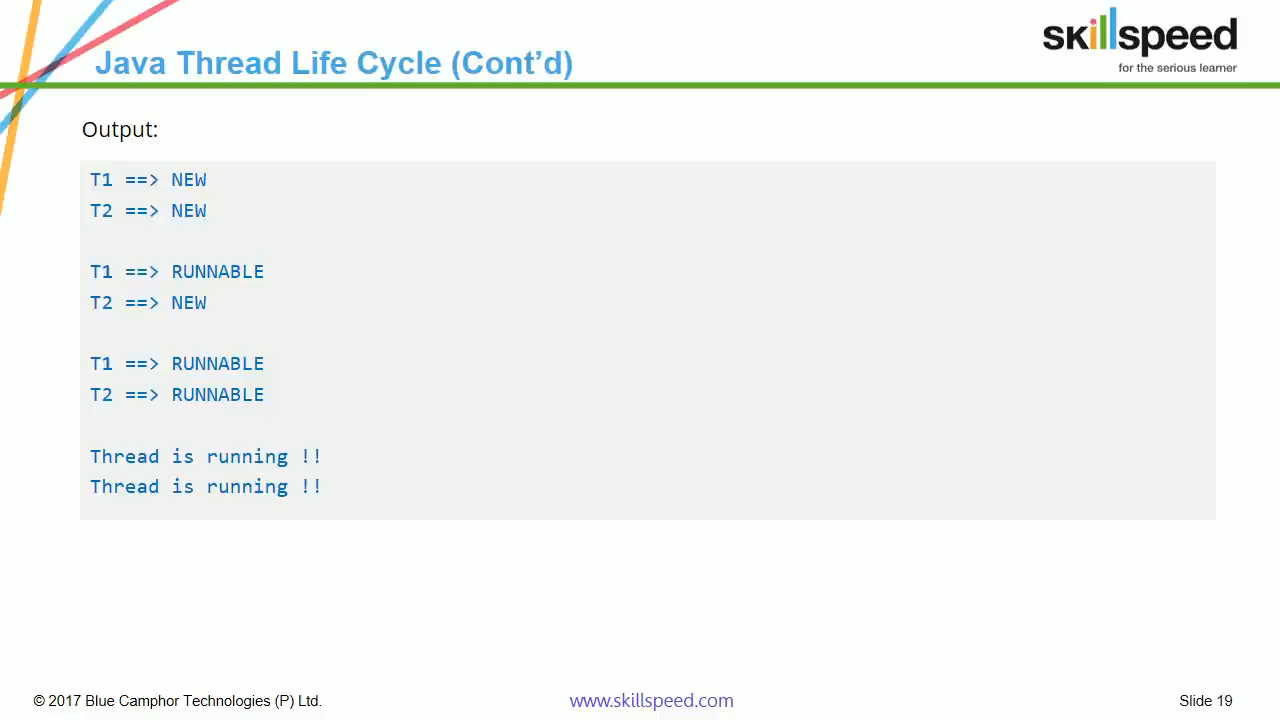 Java Thread Life Cycle (Cont’d)
skillspeed
for the serious learner
Output:
T1 ==> NEW
T2 ==> NEW
T1 ==> RUNNABLE
T2 ==> NEW
T1 ==> RUNNABLE
T2 ==> RUNNABLE
Thread is running !!
Thread is running !!
© 2017 Blue Camphor Technologies (P) Ltd.
www.skillspeed.com
Slide 19